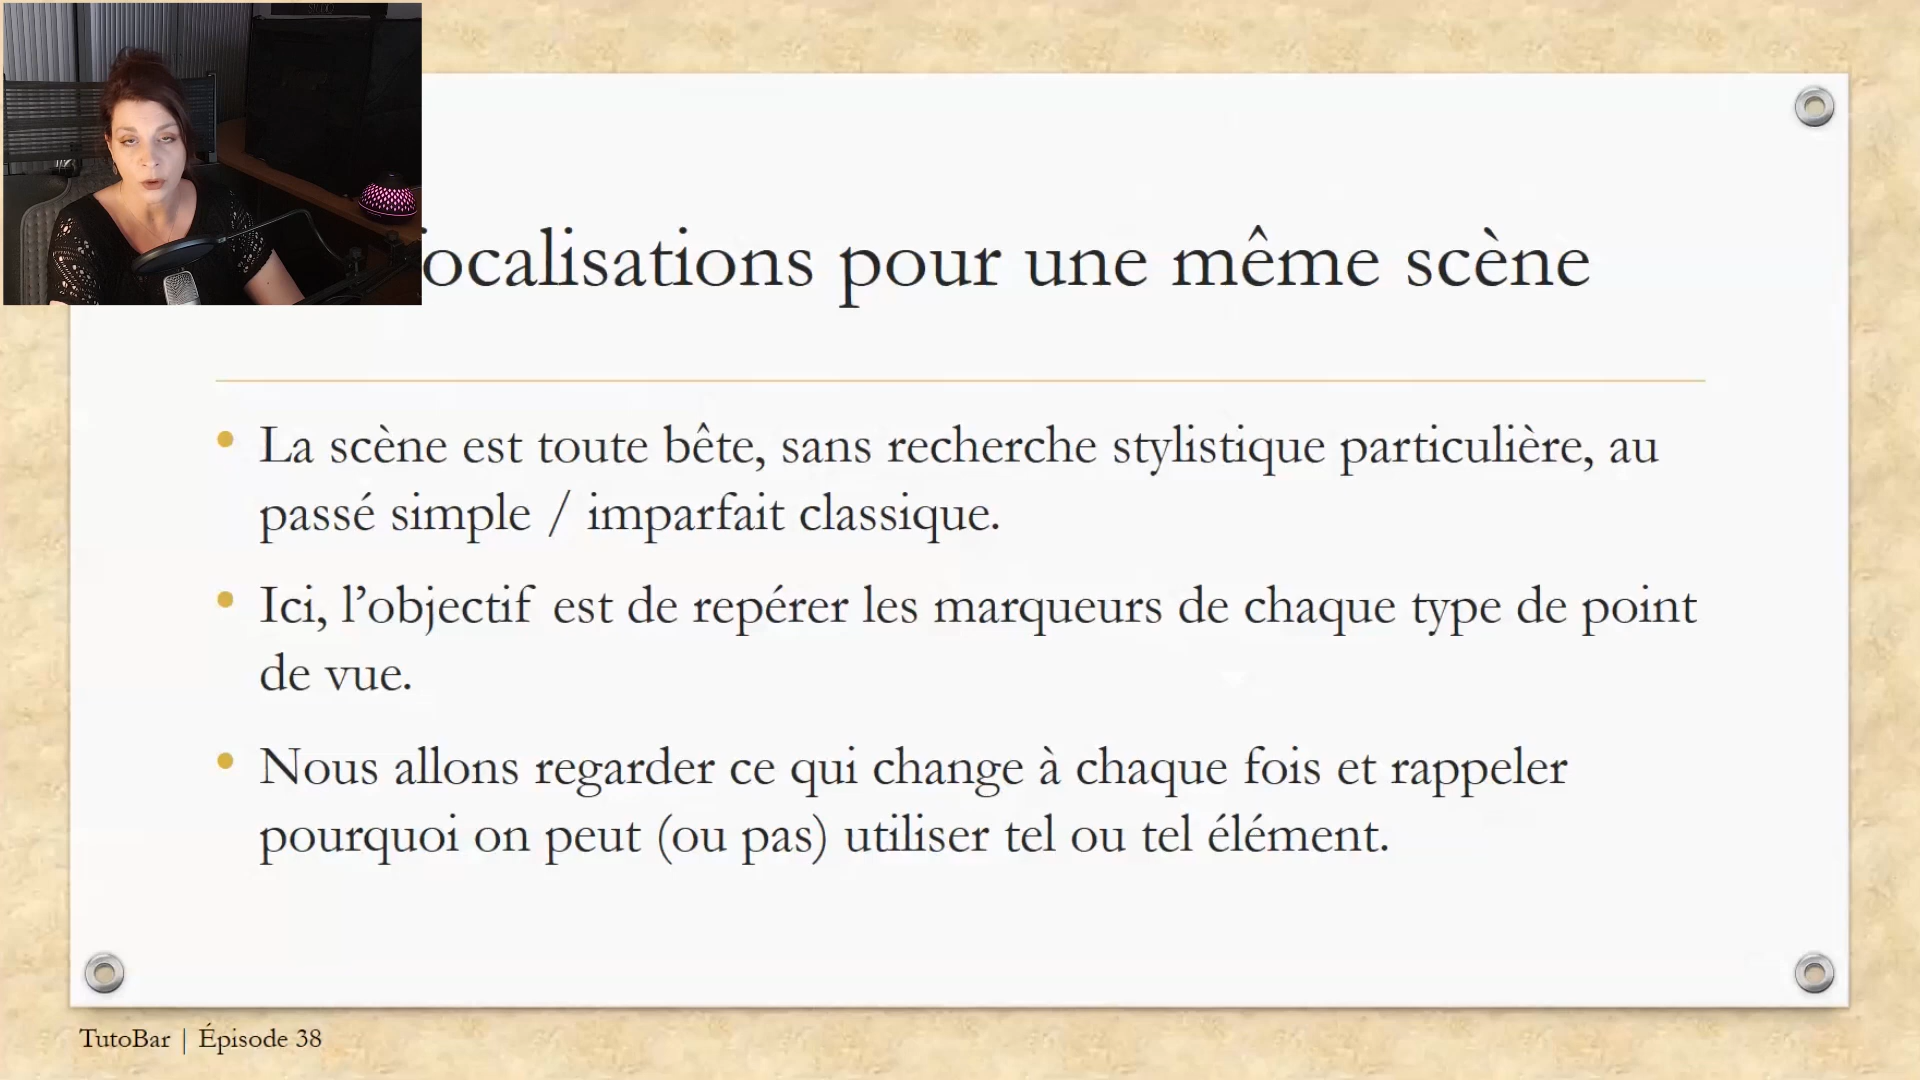 focalisations pour une même scène
La scène est toute bête, sans recherche stylistique particulière, au
passé simple / imparfait classique.
Ici, l’objectif est de repérer les marqueurs de chaque type de point
de vue.
Nous allons regarder ce qui change à chaque fois et rappeler
pourquoi on peut (ou pas) utiliser tel ou tel élément.
TutoBar | Épisode 38